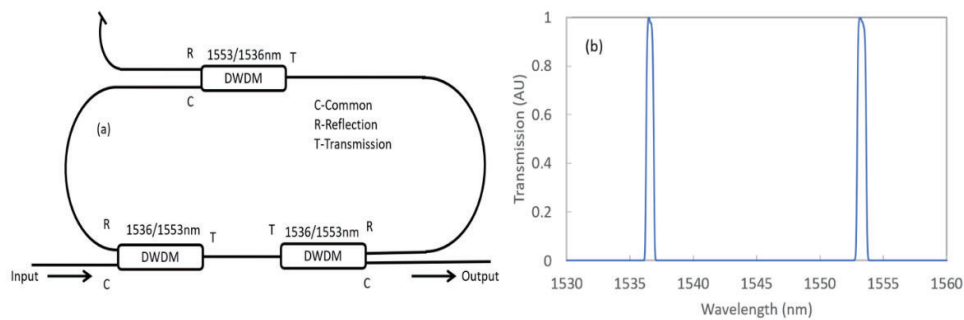 R 1553/1536nm T
DWDM
C
C-Common
R-Reflection
T-Transmission
(a)
R 1536/1553nm T
T 1536/1553nm R
DWDM
DWDM
Input
C
C
Output
(b)
Transmission (AU)
1
0.8
0.6
0.4
0.2
0
1530 1535 1540 1545 1550 1555 1560
Wavelength (nm)